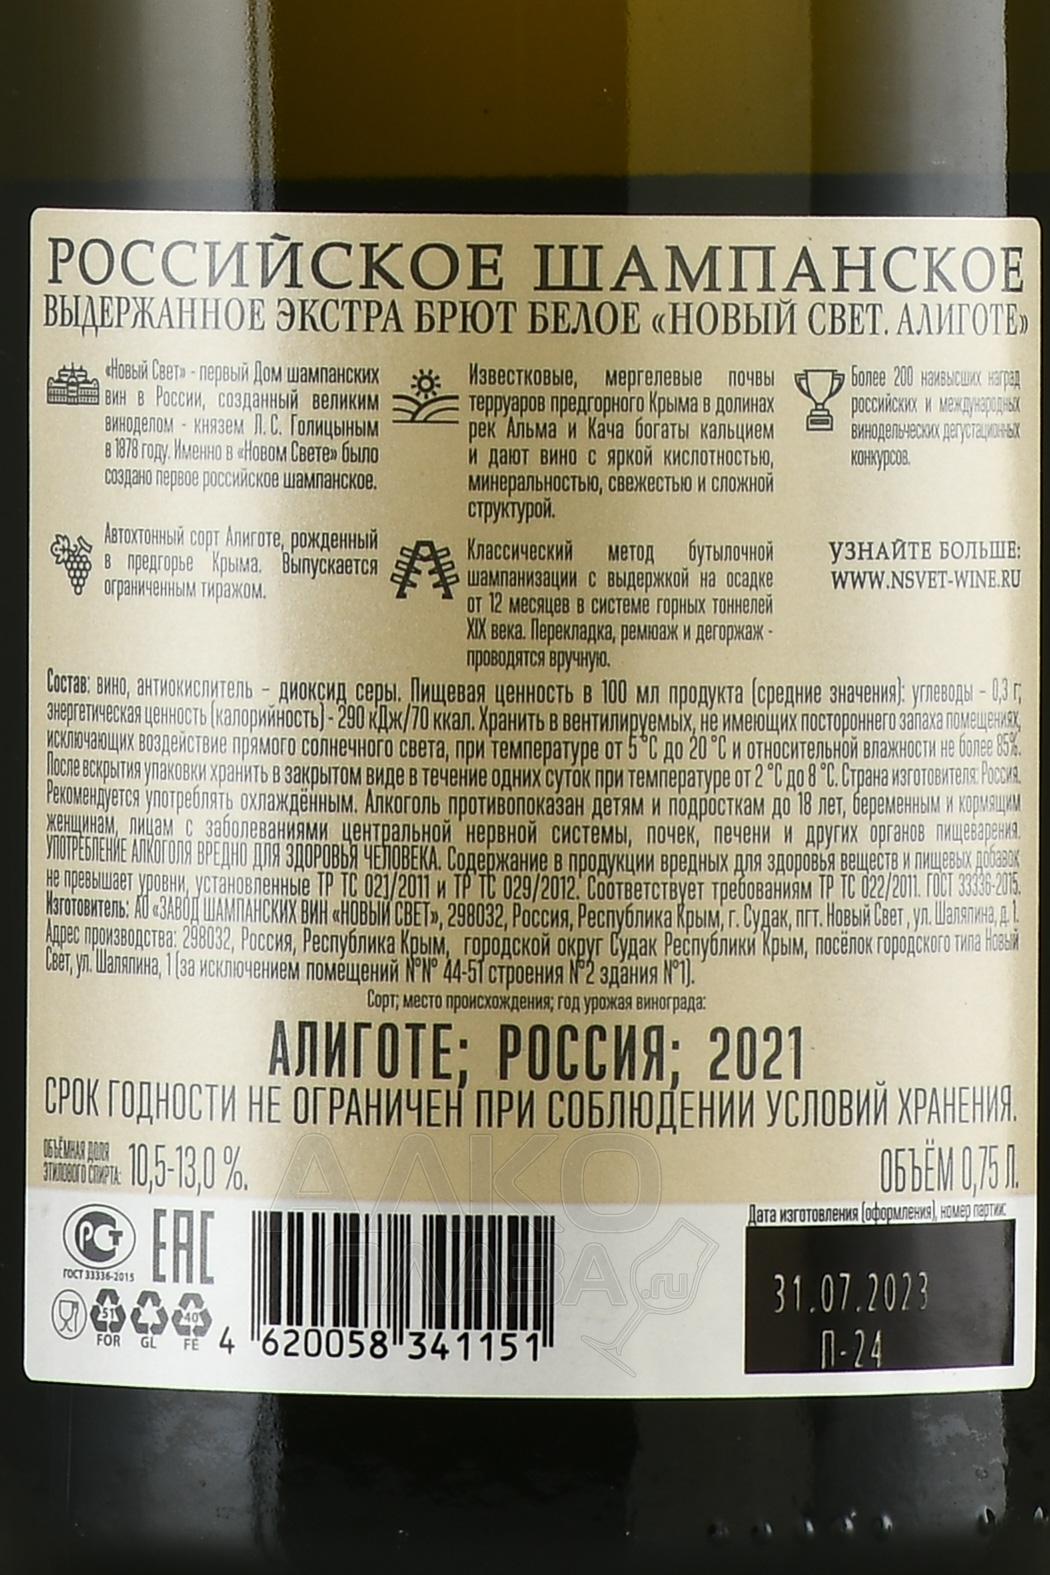 РОССИЙСКОЕ ШАМПАНСКОЕ
ВЫДЕРЖАННОЕ ЭКСТРА БРЮТ БЕЛОЕ «НОВЫЙ СВЕТ. АЛИГОТЕ»
«Новый Свет» - первый Дом шампанских
вин в России, созданный великим
виноделом - князем Л. С. Голицыным
в 1878 году. Именно в «Новом Свете» было
создано первое российское шампанское.
Автохтонный сорт Алиготе, рожденный
в предгорье Крыма. Выпускается
ограниченным тиражом.
Известковые, мергелевые почвы
терруаров предгорного Крыма в долинах
рек Альма и Кача богаты кальцием
и дают вино с яркой кислотностью,
минеральностью, свежестью и сложной
структурой.
Классический метод бутылочной
шампанизации с выдержкой на осадке
от 12 месяцев в системе горных тоннелей
XIX века. Перекладка, ремюаж и дегоржаж -
проводятся вручную.
Более 200 наивысших наград
российских и международных
винодельческих дегустационных
конкурсов.
УЗНАЙТЕ БОЛЬШЕ:
WWW.NSVET-WINE.RU
Состав: вино, антиокислитель – диоксид серы. Пищевая ценность в 100 мл продукта (средние значения): углеводы - 0,3 г;
энергетическая ценность (калорийность) - 290 кДж/70 ккал. Хранить в вентилируемых, не имеющих постороннего запаха помещениях,
исключающих воздействие прямого солнечного света, при температуре от 5 °С до 20 °С и относительной влажности не более 85%.
После вскрытия упаковки хранить в закрытом виде в течение одних суток при температуре от 2 °С до 8 °С. Страна изготовителя: Россия.
Рекомендуется употреблять охлаждённым. Алкоголь противопоказан детям и подросткам до 18 лет, беременным и кормящим
женщинам, лицам с заболеваниями центральной нервной системы, почек, печени и других органов пищеварения.
УПОТРЕБЛЕНИЕ АЛКОГОЛЯ ВРЕДНО ДЛЯ ЗДОРОВЬЯ ЧЕЛОВЕКА. Содержание в продукции вредных для здоровья веществ и пищевых добавок
не превышает уровни, установленные ТР ТС 021/2011 и ТР ТС 029/2012. Соответствует требованиям ТР ТС 022/2011. ГОСТ 33336-2015.
Изготовитель: АО «ЗАВОД ШАМПАНСКИХ ВИН «НОВЫЙ СВЕТ», 298032, Россия, Республика Крым, г. Судак, пгт. Новый Свет, ул. Шаляпина, д. 1.
Адрес производства: 298032, Россия, Республика Крым, городской округ Судак Республики Крым, посёлок городского типа Новый
Свет, ул. Шаляпина, 1 (за исключением помещений №№ 44-51 строения №2 здания №1).
Сорт; место происхождения; год урожая винограда:
АЛИГОТЕ; РОССИЯ; 2021
СРОК ГОДНОСТИ НЕ ОГРАНИЧЕН ПРИ СОБЛЮДЕНИИ УСЛОВИЙ ХРАНЕНИЯ.
ОБЪЁМНАЯ ДОЛЯ
ЭТИЛОВОГО СПИРТА: 10,5-13,0 %.
ОБЪЁМ 0,75 Л.
РСТ
ГОСТ 33336-2015
EAC
51
FOR
GL
40
FE
4 620058 341151
Дата изготовления (оформления), номер партии:
31.07.2023
П-24
АЛКО
ПЛАЗА.ru